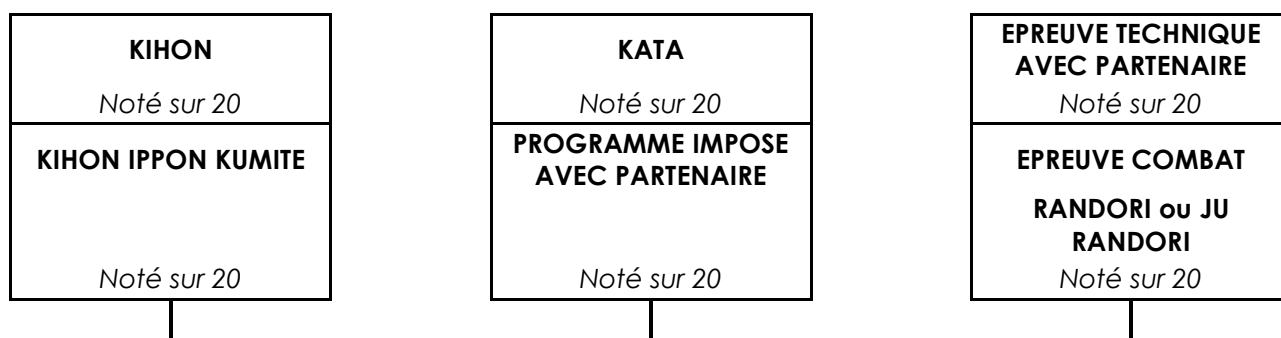 KIHON
Noté sur 20
KIHON IPPON KUMITE
Noté sur 20
KATA
Noté sur 20
PROGRAMME IMPOSE
AVEC PARTENAIRE
Noté sur 20
EPREUVE TECHNIQUE
AVEC PARTENAIRE
Noté sur 20
EPREUVE COMBAT
RANDORI ou JU
RANDORI
Noté sur 20